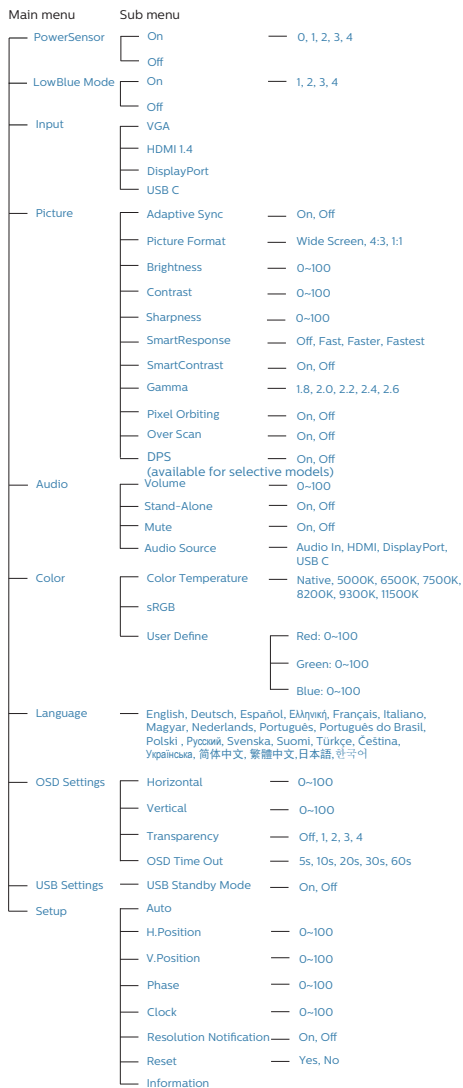 Main menu Sub menu
PowerSensor On 0, 1, 2, 3, 4
Off
LowBlue Mode On 1, 2, 3, 4
Off
Input VGA
HDMI 1.4
DisplayPort
USB C
Picture Adaptive Sync On, Off
Picture Format Wide Screen, 4:3, 1:1
Brightness 0~100
Contrast 0~100
Sharpness 0~100
SmartResponse Off, Fast, Faster, Fastest
SmartContrast On, Off
Gamma 1.8, 2.0, 2.2, 2.4, 2.6
Pixel Orbiting On, Off
Over Scan On, Off
DPS On, Off
(available for selective models)
Audio Volume 0~100
Stand-Alone On, Off
Mute On, Off
Audio Source Audio In, HDMI, DisplayPort,
USB C
Color Color Temperature Native, 5000K, 6500K, 7500K,
8200K, 9300K, 11500K
sRGB
User Define Red: 0~100
Green: 0~100
Blue: 0~100
Language English, Deutsch, Español, Ελληνική, Français, Italiano,
Magyar, Nederlands, Português, Português do Brasil,
Polski , Русский, Svenska, Suomi, Türkçe, Čeština,
Українська, 简体中文, 繁體中文,日本語,한국어
OSD Settings Horizontal 0~100
Vertical 0~100
Transparency Off, 1, 2, 3, 4
OSD Time Out 5s, 10s, 20s, 30s, 60s
USB Settings USB Standby Mode On, Off
Setup Auto
H.Position 0~100
V.Position 0~100
Phase 0~100
Clock 0~100
Resolution Notification On, Off
Reset Yes, No
Information